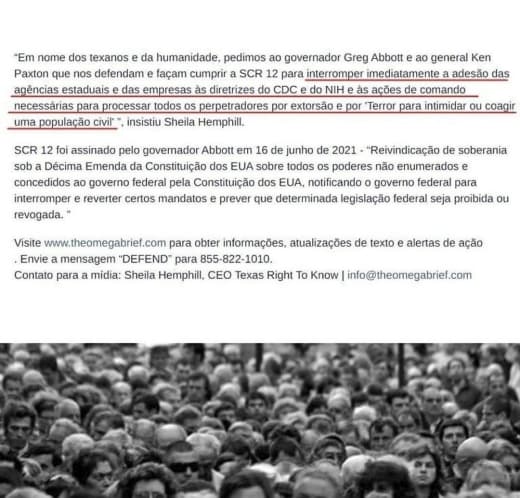 “Em nome dos texanos e da humanidade, pedimos ao governador Greg Abbott e ao general Ken
Paxton que nos defendam e façam cumprir a SCR 12 para interromper imediatamente a adesão das
agências estaduais e das empresas às diretrizes do CDC e do NIH e às ações de comando
necessárias para processar todos os perpetradores por extorsão e por 'Terror para intimidar ou coagir
uma população civil' ”, insistiu Sheila Hemphill.
SCR 12 foi assinado pelo governador Abbott em 16 de junho de 2021 - “Reivindicação de soberania
sob a Décima Emenda da Constituição dos EUA sobre todos os poderes não enumerados e
concedidos ao governo federal pela Constituição dos EUA, notificando o governo federal para
interromper e reverter certos mandatos e prever que determinada legislação federal seja proibida ou
revogada. ”
Visite www.theomegabrief.com para obter informações, atualizações de texto e alertas de ação
. Envie a mensagem “DEFEND” para 855-822-1010.
Contato para a mídia: Sheila Hemphill, CEO Texas Right To Know | info@theomegabrief.com